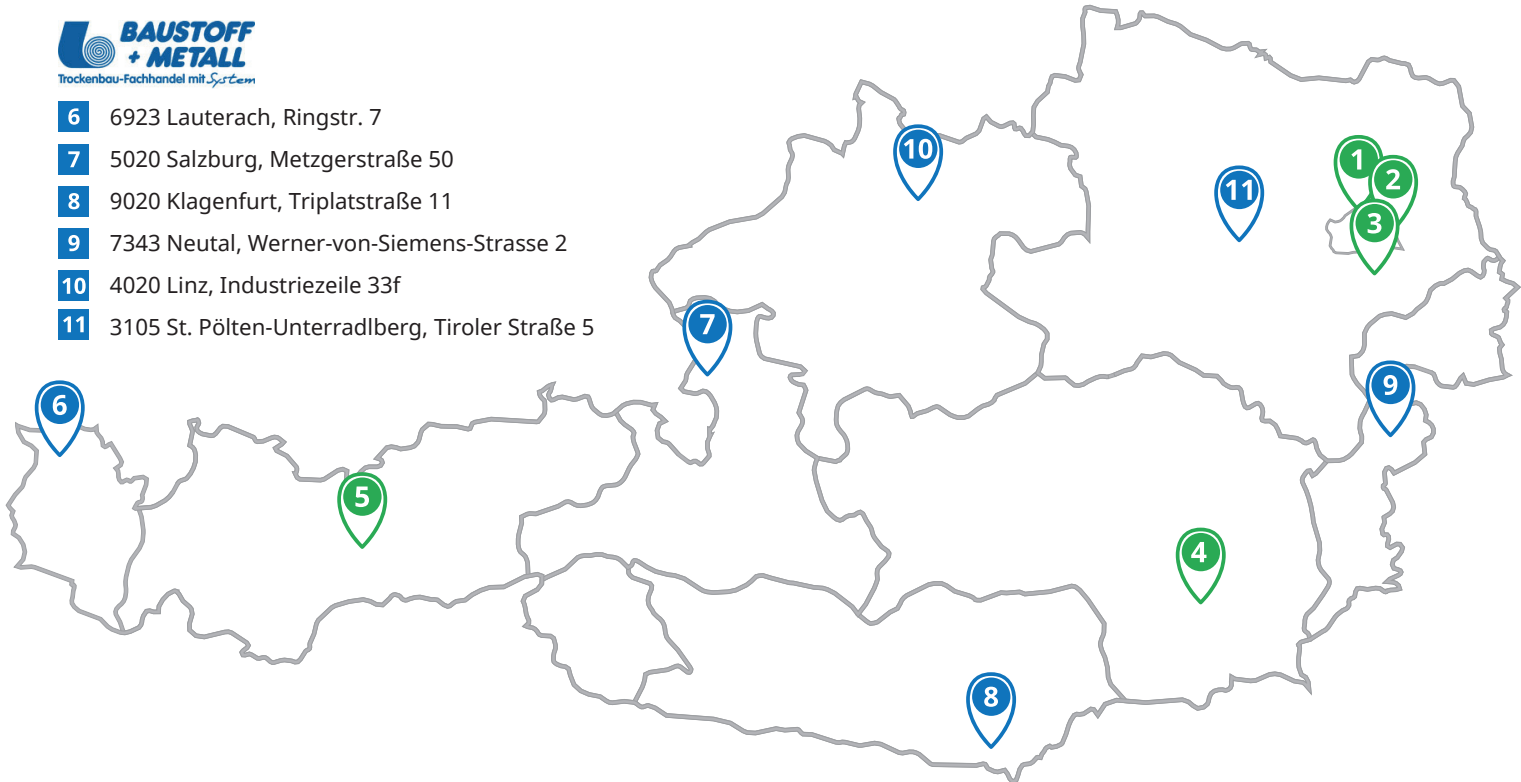 BAUSTOFF
+ METALL
Trockenbau-Fachhandel mit System
6 6923 Lauterach, Ringstr. 7
7 5020 Salzburg, Metzgerstraße 50
8 9020 Klagenfurt, Triplatstraße 11
9 7343 Neutal, Werner-von-Siemens-Strasse 2
10 4020 Linz, Industriezeile 33f
11 3105 St. Pölten-Unterradlberg, Tiroler Straße 5
10
1
2
11
3
7
9
6
5
4
8